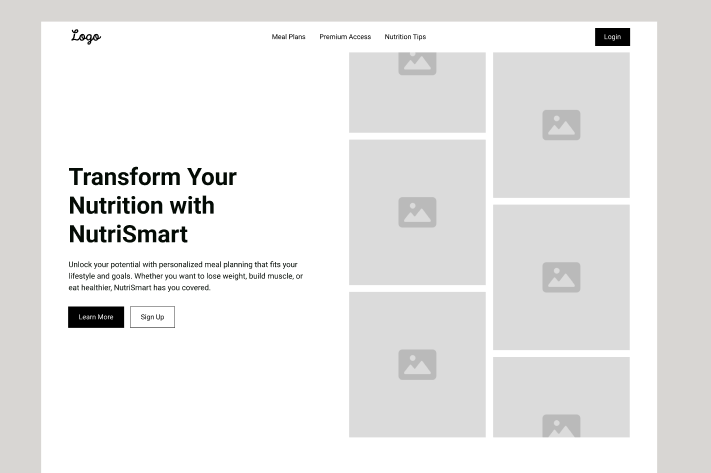 Logo
Meal Plans Premium Access Nutrition Tips
Login
Transform Your
Nutrition with
NutriSmart
Unlock your potential with personalized meal planning that fits your
lifestyle and goals. Whether you want to lose weight, build muscle, or
eat healthier, NutriSmart has you covered.
Learn More
Sign Up